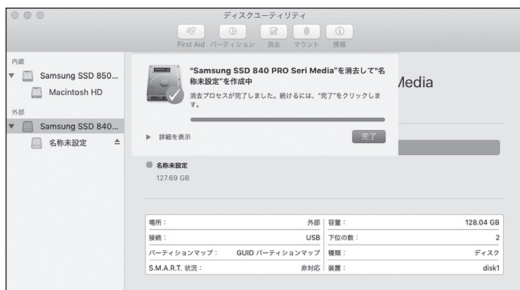 ディスクユーティリティ
First Aid パーティション 消去 マウント 情報
内蔵
Samsung SSD 850...
Macintosh HD
外部
Samsung SSD 840...
名称未設定
"Samsung SSD 840 PRO Seri Media"を消去して"名
称未設定"を作成中
消去プロセスが完了しました。続けるには、"完了"をクリックしま
す。
詳細を表示
完了
Media
名称未設定
127.69 GB
場所： 外部 容量： 128.04 GB
接続： USB 下位の数： 2
パーティションマップ： GUID パーティションマップ 種類： ディスク
S.M.A.R.T. 状況： 非対応 装置： disk1